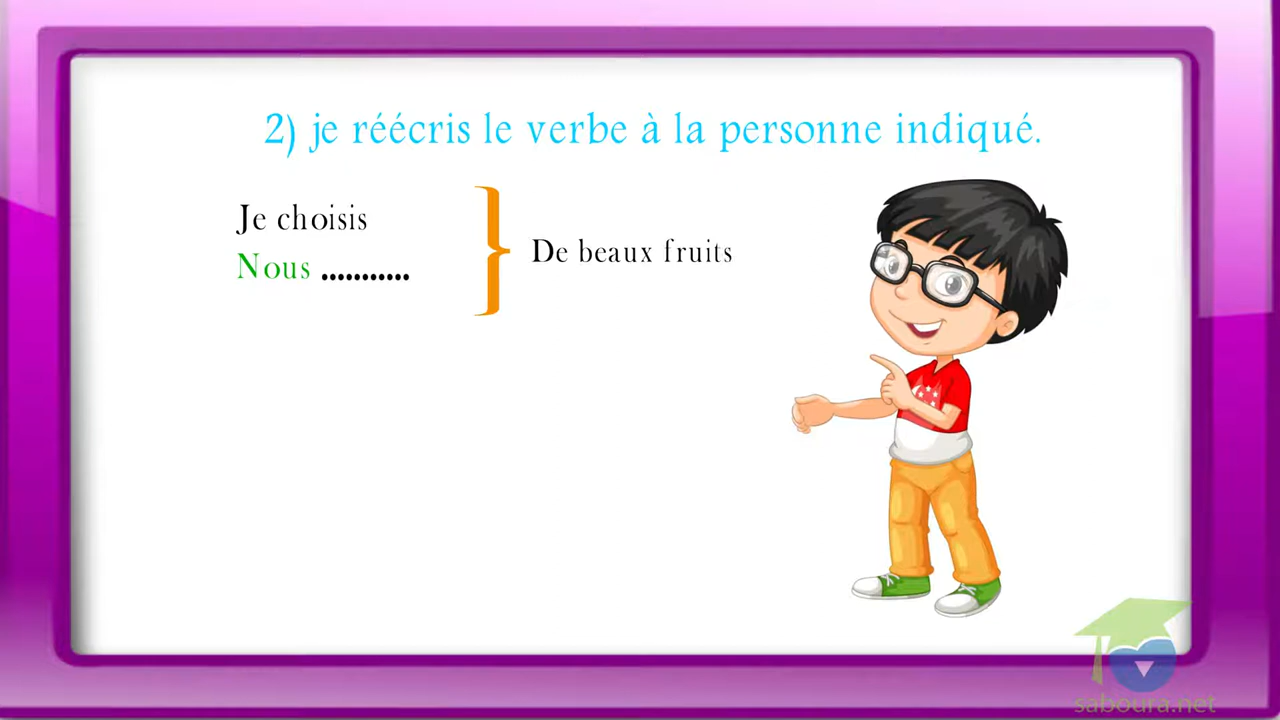 2) je réécris le verbe à la personne indiqué.
Je choisis
Nous ...........
De beaux fruits
saboura.net